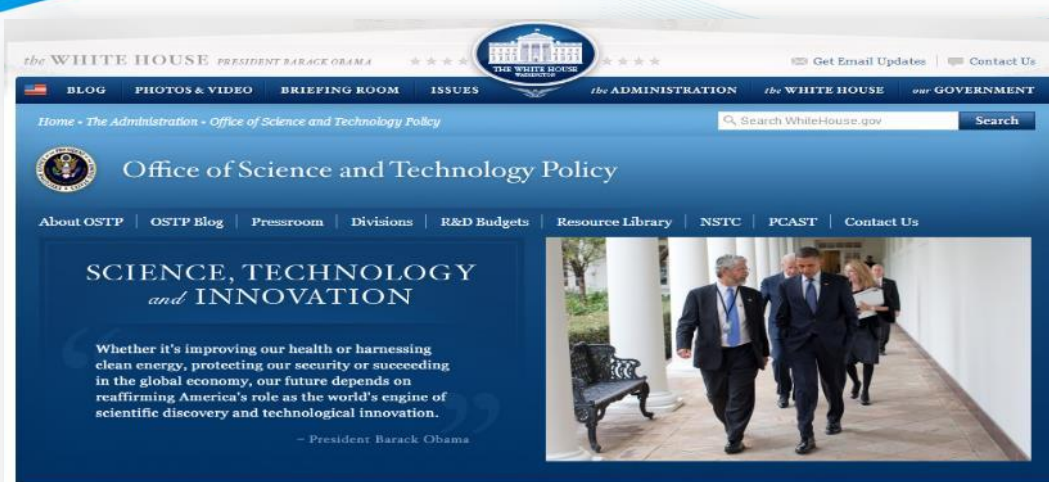 the WHITE HOUSE PRESIDENT BARACK OBAMA
THE WHITE HOUSE
WASHINGTON
Get Email Updates | Contact Us
BLOG PHOTOS & VIDEO BRIEFING ROOM ISSUES the ADMINISTRATION the WHITE HOUSE our GOVERNMENT
Home • The Administration • Office of Science and Technology Policy
Search WhiteHouse.gov Search
Office of Science and Technology Policy
About OSTP | OSTP Blog | Pressroom | Divisions | R&D Budgets | Resource Library | NSTC | PCAST | Contact Us
SCIENCE, TECHNOLOGY
and INNOVATION
“Whether it's improving our health or harnessing
clean energy, protecting our security or succeeding
in the global economy, our future depends on
reaffirming America's role as the world's engine of
scientific discovery and technological innovation.”
– President Barack Obama